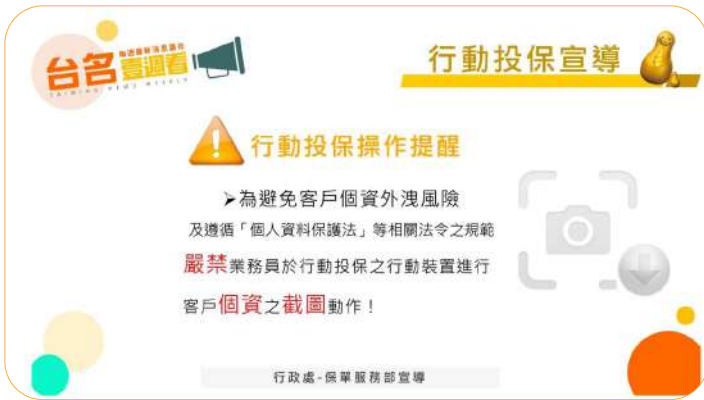 台名壹週看
TAIMING NEWS WEEKLY
行動投保宣導
行動投保操作提醒
➢為避免客戶個資外洩風險
及遵循「個人資料保護法」等相關法令之規範
嚴禁業務員於行動投保之行動裝置進行
客戶個資之截圖動作！
行政處-保單服務部宣導